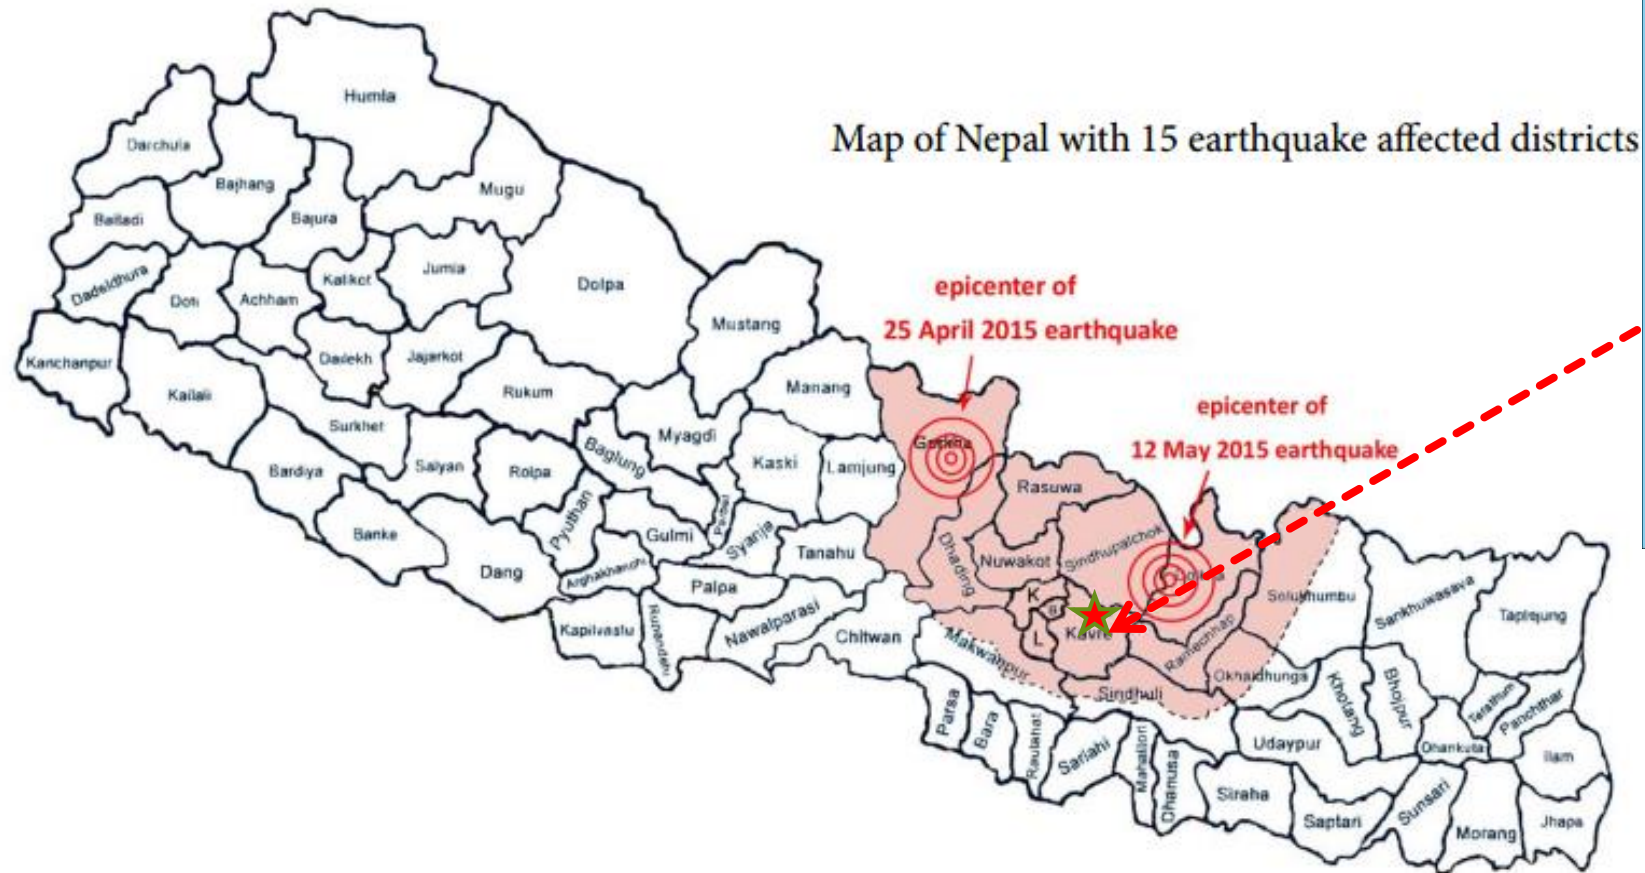 Map of Nepal with 15 earthquake affected districts
Humla
Darchula
Bajhang
Mugu
Baitadi
Bajura
Jumla
Kalikot
Dadeldhura
Doti
Achham
Dolpa
epicenter of
25 April 2015 earthquake
Mustang
Kanchanpur
Dailekh
Jajarkot
Kailali
Rukum
Manang
epicenter of
12 May 2015 earthquake
Surkhet
Myagdi
Gorkha
Bardiya
Salyan
Rolpa
Baglung
Kaski
Lamjung
Rasuwa
Banke
Pyuthan
Gulmi
Syanja
Tanahu
Dhading
Nuwakot
Sindhupalchok
Dang
Arghakhanchi
Palpa
K
B
L
Kavre
Solukhumbu
Sankhuwasava
Taplejung
Kapilvastu
Nawalparasi
Chitwan
Makwanpur
Ramechhap
Okhaldhunga
Sindhuli
Khotang
Bhojpur
Terathum
Panchthar
Parsa
Bara
Rautahat
Sarlahi
Mahattori
Dhanusa
Udaypur
Dhankuta
Ilam
Siraha
Saptari
Sunsari
Morang
Jhapa